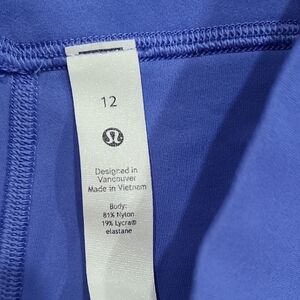 12
Designed in
Vancouver
Made in Vietnam
Body:
81% Nylon
19% Lycra®
elastane